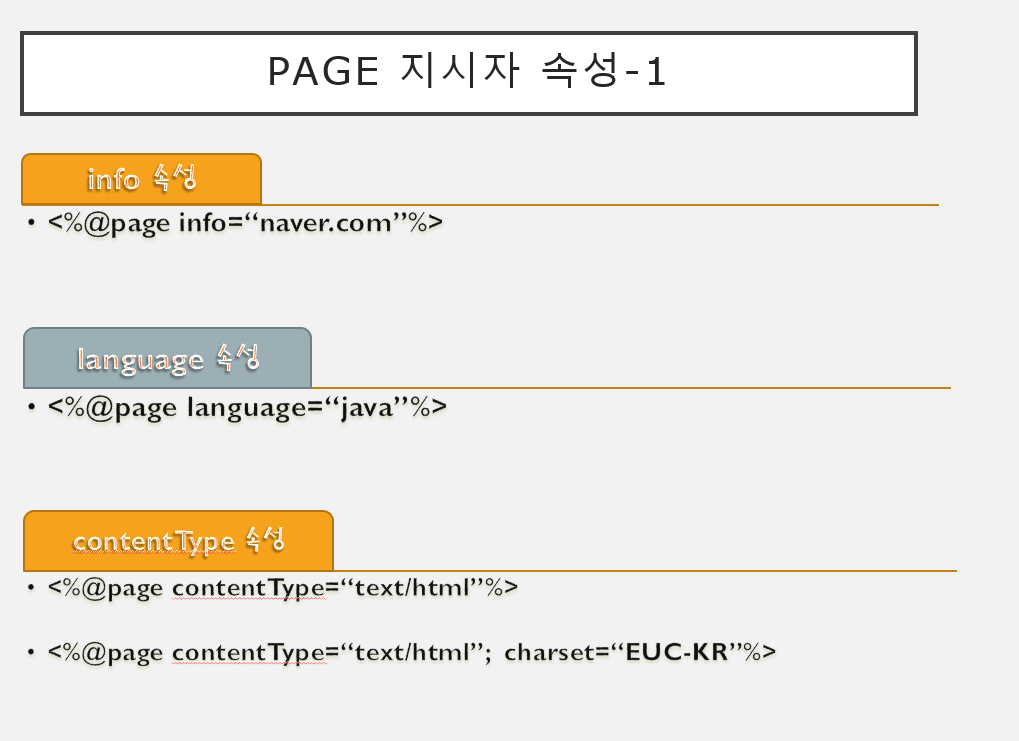 PAGE 지시자 속성-1
info 속성
• <%@page info=“naver.com”%>
language 속성
• <%@page language=“java”%>
contentType 속성
• <%@page contentType=“text/html”%>
• <%@page contentType=“text/html”; charset=“EUC-KR”%>